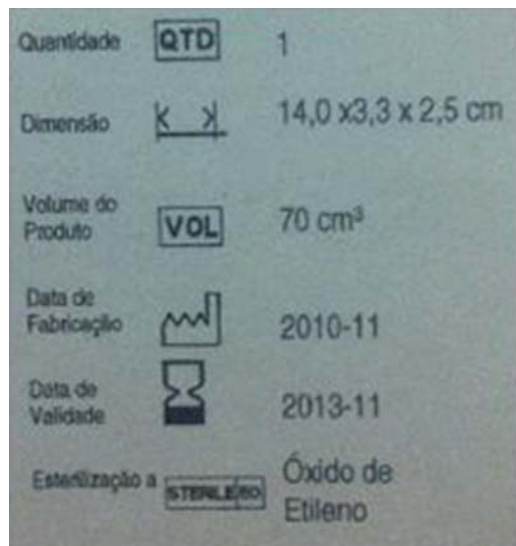 Quantidade QTD 1
Dimensão 14,0 x3,3 x 2,5 cm
Volume do
Produto VOL 70 cm³
Data de
Fabricação 2010-11
Data de
Validade 2013-11
Esterilização a STERILE EO Óxido de
Etileno